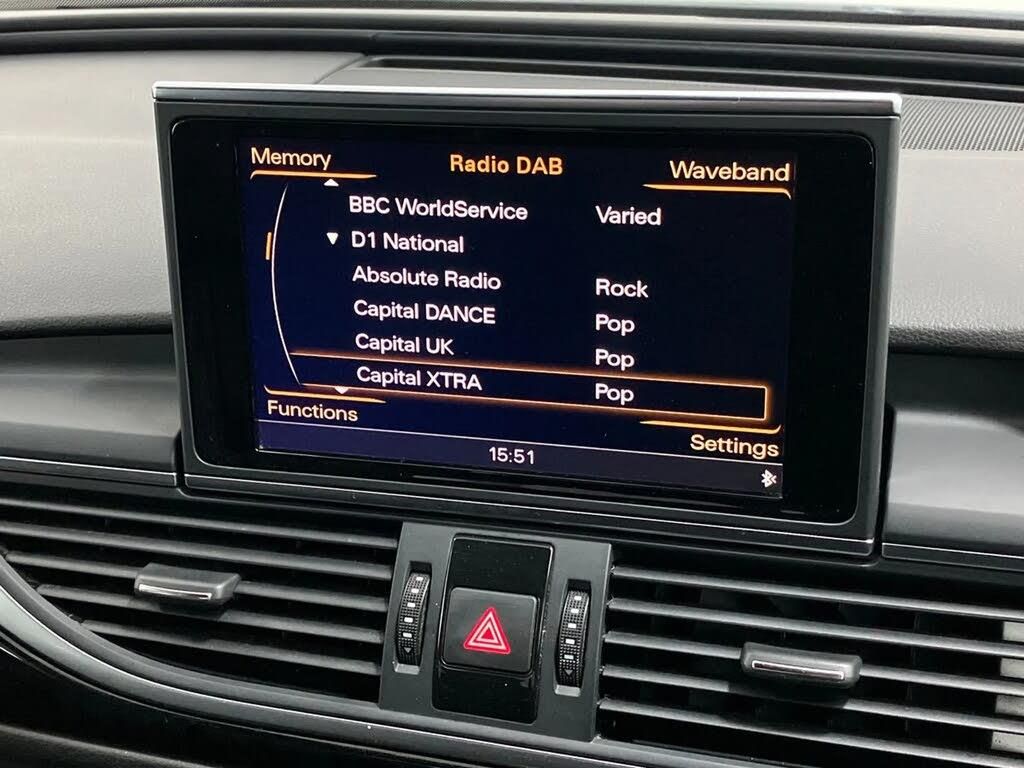 Memory Radio DAB Waveband
BBC WorldService Varied
▼ D1 National
Absolute Radio Rock
Capital DANCE Pop
Capital UK Pop
Capital XTRA Pop
Functions Settings
15:51